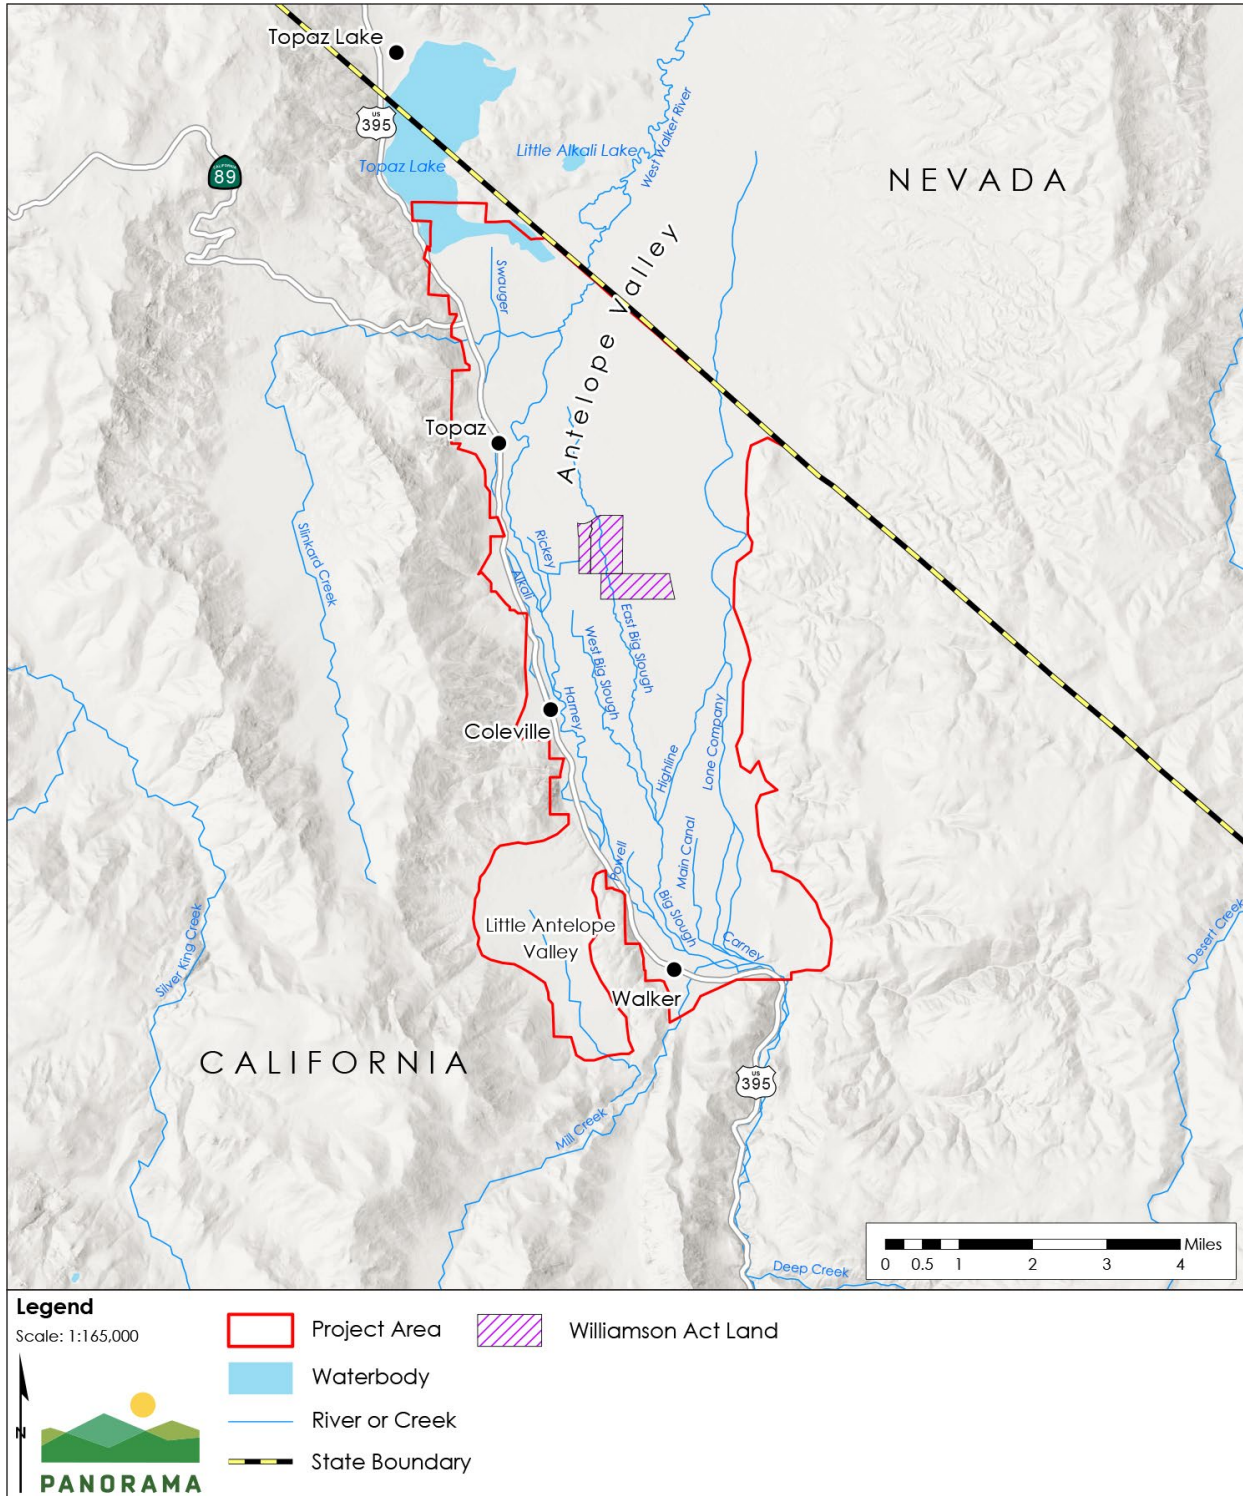 Topaz Lake
US
395
CALIFORNIA
89
Topaz Lake
Little Alkali Lake
West Walker River
NEVADA
Antelope Valley
Swauger
Topaz
Slinkard Creek
Rickey
Alkali
East Big Slough
West Big Slough
Harney
Coleville
Highline
Lone Company
Main Canal
Powell
Big Slough
Carney
Little Antelope
Valley
Walker
Silver King Creek
Desert Creek
CALIFORNIA
US
395
Mill Creek
Deep Creek
Miles
0 0.5 1 2 3 4
Legend
Scale: 1:165,000
N
PANORAMA
Project Area
Williamson Act Land
Waterbody
River or Creek
State Boundary